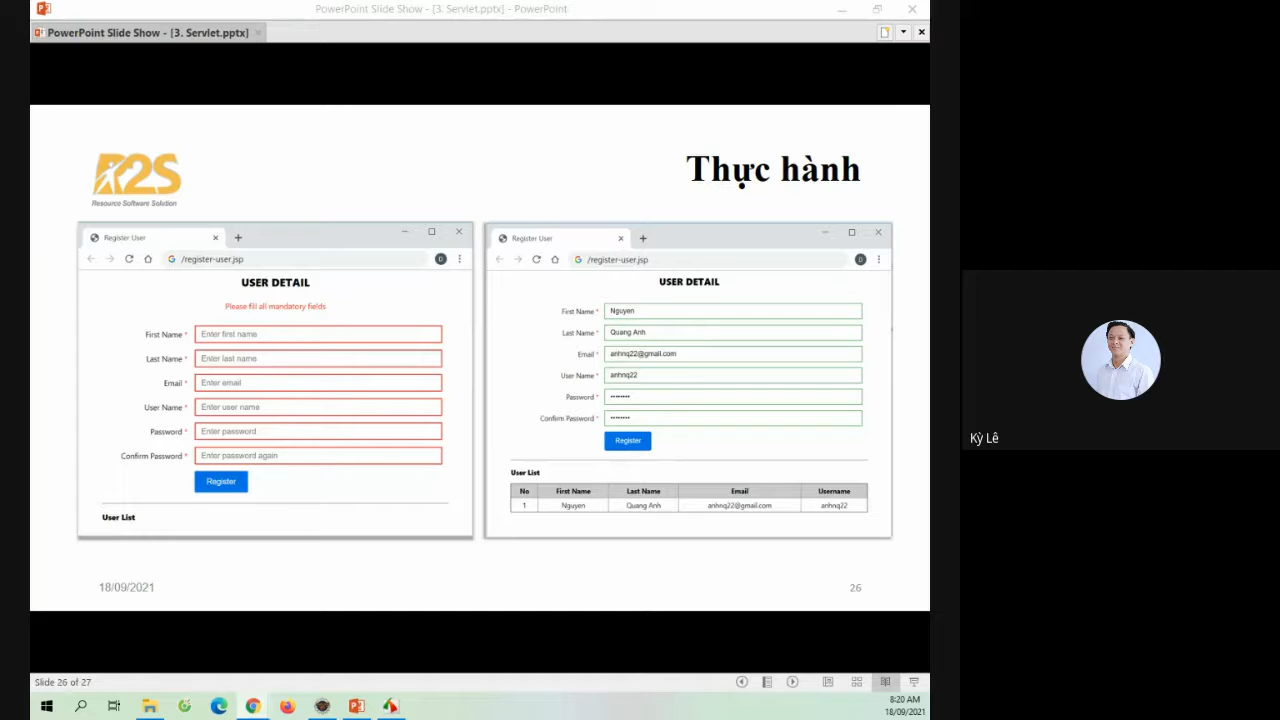 PowerPoint Slide Show - [3. Servlet.pptx] - PowerPoint
PowerPoint Slide Show - [3. Servlet.pptx]
R2S
Resource Software Solution
Thực hành
Register User
/register-user.jsp
D
USER DETAIL
Please fill all mandatory fields
First Name * Enter first name
Last Name * Enter last name
Email * Enter email
User Name * Enter user name
Password * Enter password
Confirm Password * Enter password again
Register
User List
Register User
/register-user.jsp
D
USER DETAIL
First Name * Nguyen
Last Name * Quang Anh
Email * anhnq22@gmail.com
User Name * anhnq22
Password * ••••••••
Confirm Password * ••••••••
Register
User List
No First Name Last Name Email Username
1 Nguyen Quang Anh anhnq22@gmail.com anhnq22
18/09/2021
26
Kỳ Lê
Slide 26 of 27
8:20 AM
18/09/2021